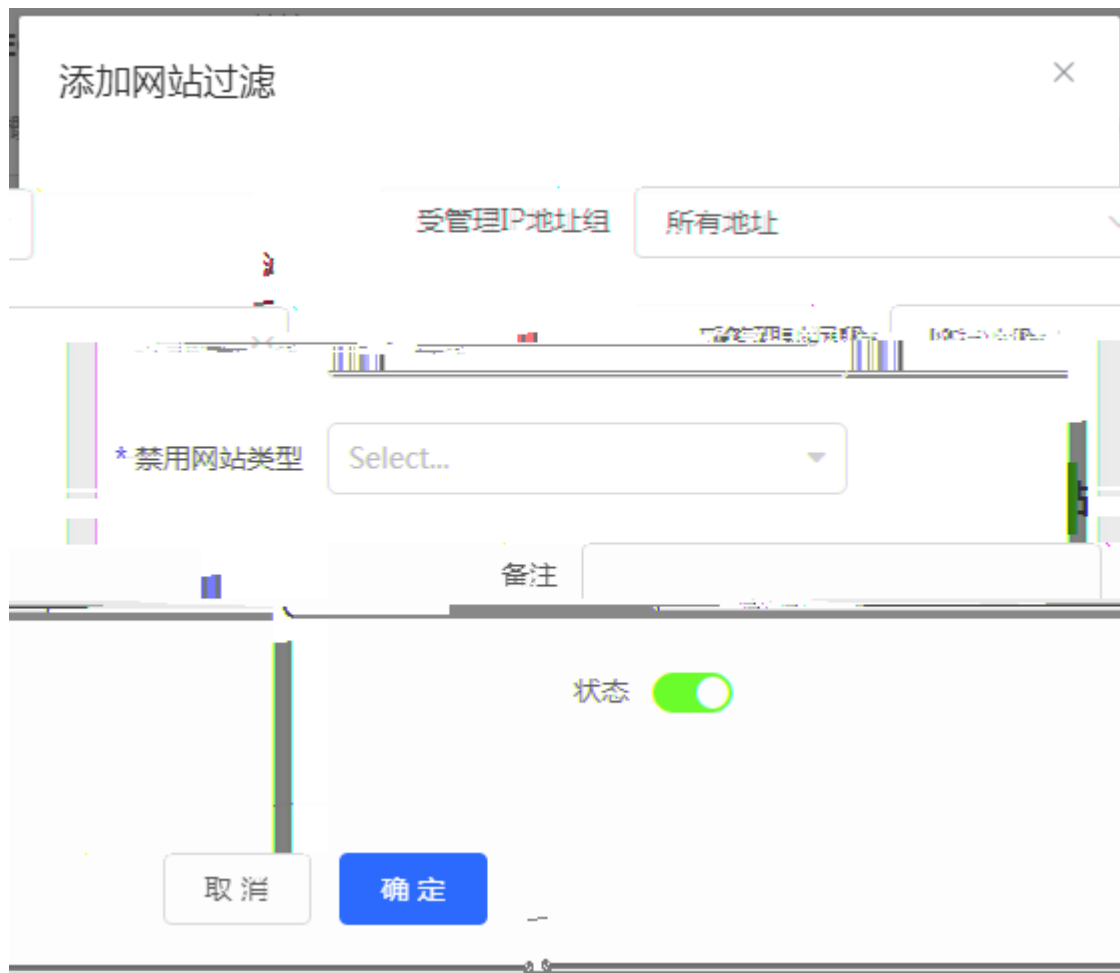 添加网站过滤
受管理IP地址组 所有地址
* 禁用网站类型 Select...
备注
状态
取消 确定